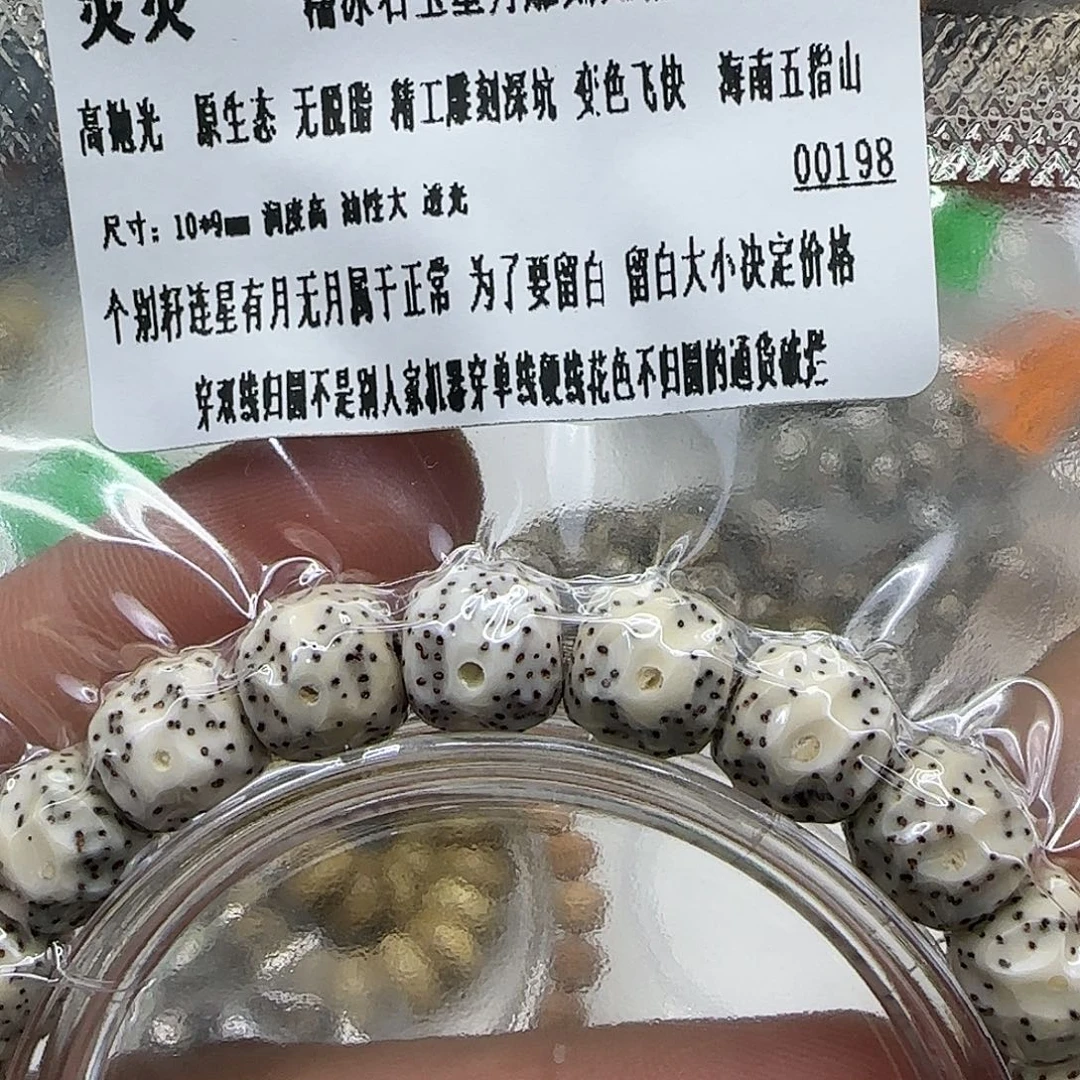 高抛光 原生态 无脱脂 精工雕刻深坑 变色飞快 海南五指山
00198
尺寸：10*9mm 润度高 油性大 透光
个别籽连星有月无月属于正常 为了要留白 留白大小决定价格
穿双线归圆不是别人家机器穿单线硬线花色不归圆的通货破烂